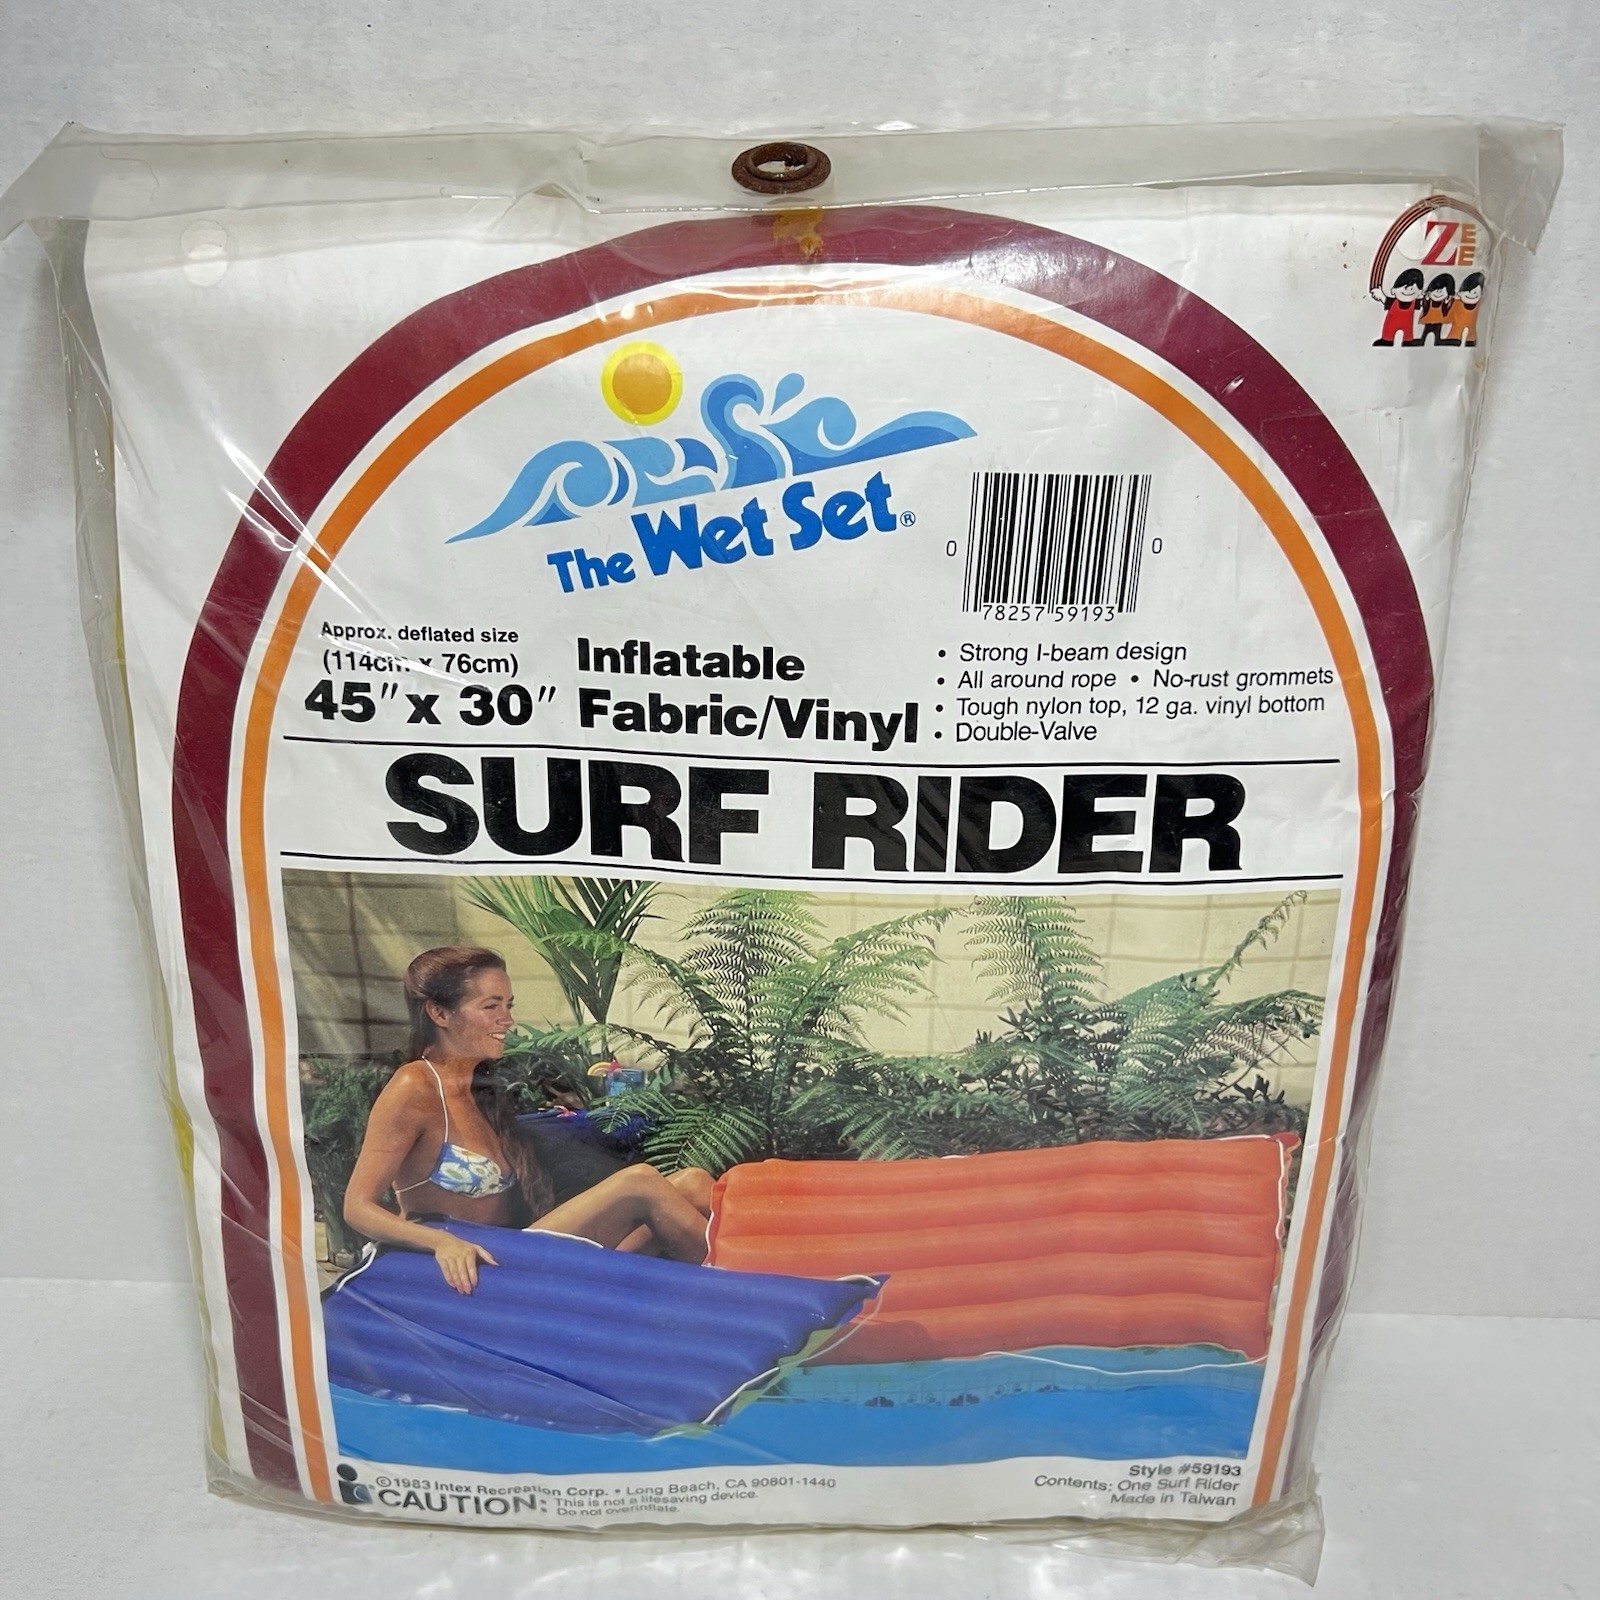 ZEE
The Wet Set®
0 78257 59193 0
Approx. deflated size
(114cm x 76cm)
45" x 30"
Inflatable
Fabric/Vinyl
• Strong I-beam design
• All around rope • No-rust grommets
• Tough nylon top, 12 ga. vinyl bottom
• Double-Valve
SURF RIDER
©1983 Intex Recreation Corp. • Long Beach, CA 90801-1440
CAUTION: This is not a lifesaving device.
Do not overinflate.
Style #59193
Contents: One Surf Rider
Made in Taiwan